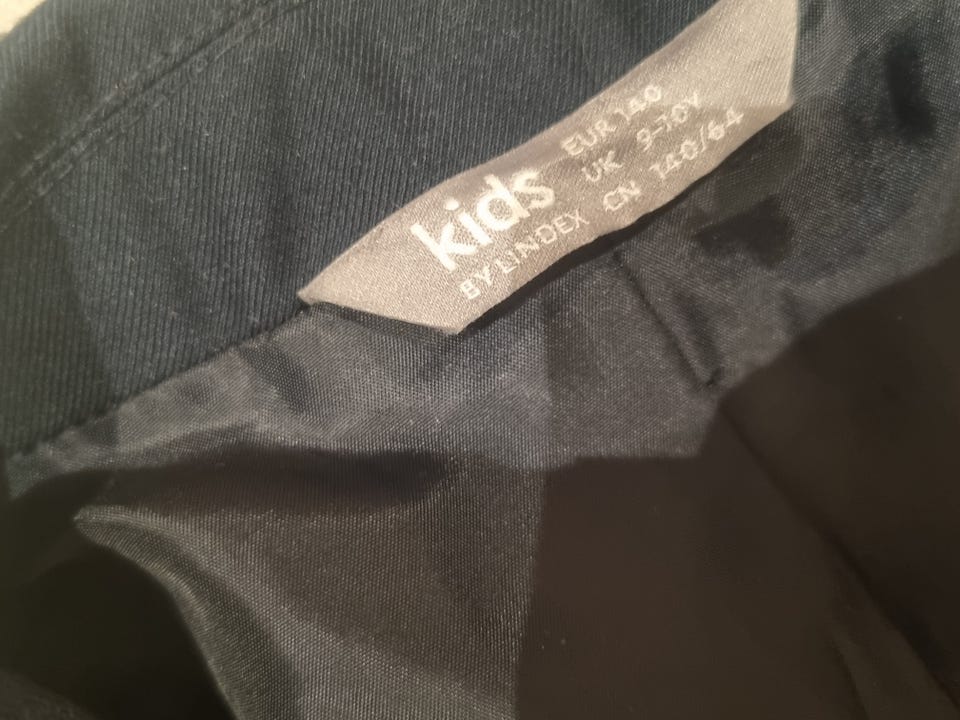 kids
BY LINDEX
EUR 140
UK 9-10Y
CN 140/64